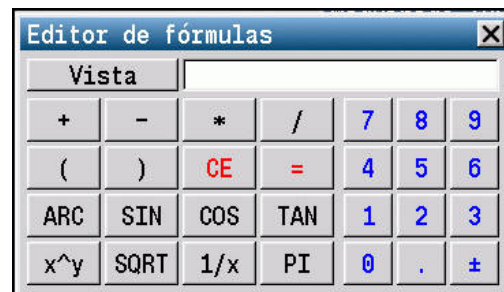 Editor de fórmulas X
Vista
+ - * / 7 8 9
( ) CE = 4 5 6
ARC SIN COS TAN 1 2 3
x^y SQRT 1/x PI 0 . ±